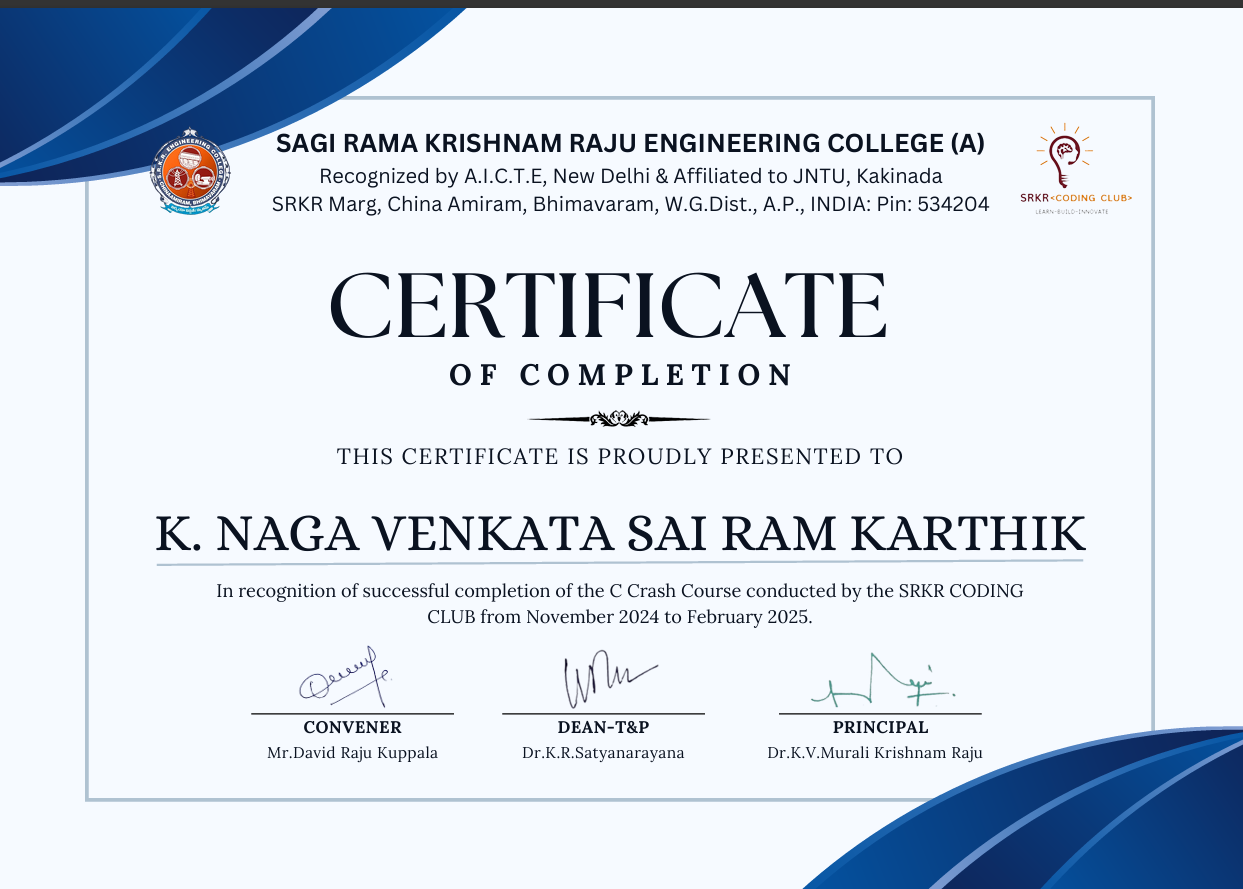 SAGI RAMA KRISHNAM RAJU ENGINEERING COLLEGE (A)
Recognized by A.I.C.T.E, New Delhi & Affiliated to JNTU, Kakinada
SRKR Marg, China Amiram, Bhimavaram, W.G.Dist., A.P., INDIA: Pin: 534204
SRKR<CODING CLUB>
LEARN-BUILD-INNOVATE
CERTIFICATE
OF COMPLETION
THIS CERTIFICATE IS PROUDLY PRESENTED TO
K. NAGA VENKATA SAI RAM KARTHIK
In recognition of successful completion of the C Crash Course conducted by the SRKR CODING
CLUB from November 2024 to February 2025.
CONVENER
Mr.David Raju Kuppala
DEAN-T&P
Dr.K.R.Satyanarayana
PRINCIPAL
Dr.K.V.Murali Krishnam Raju